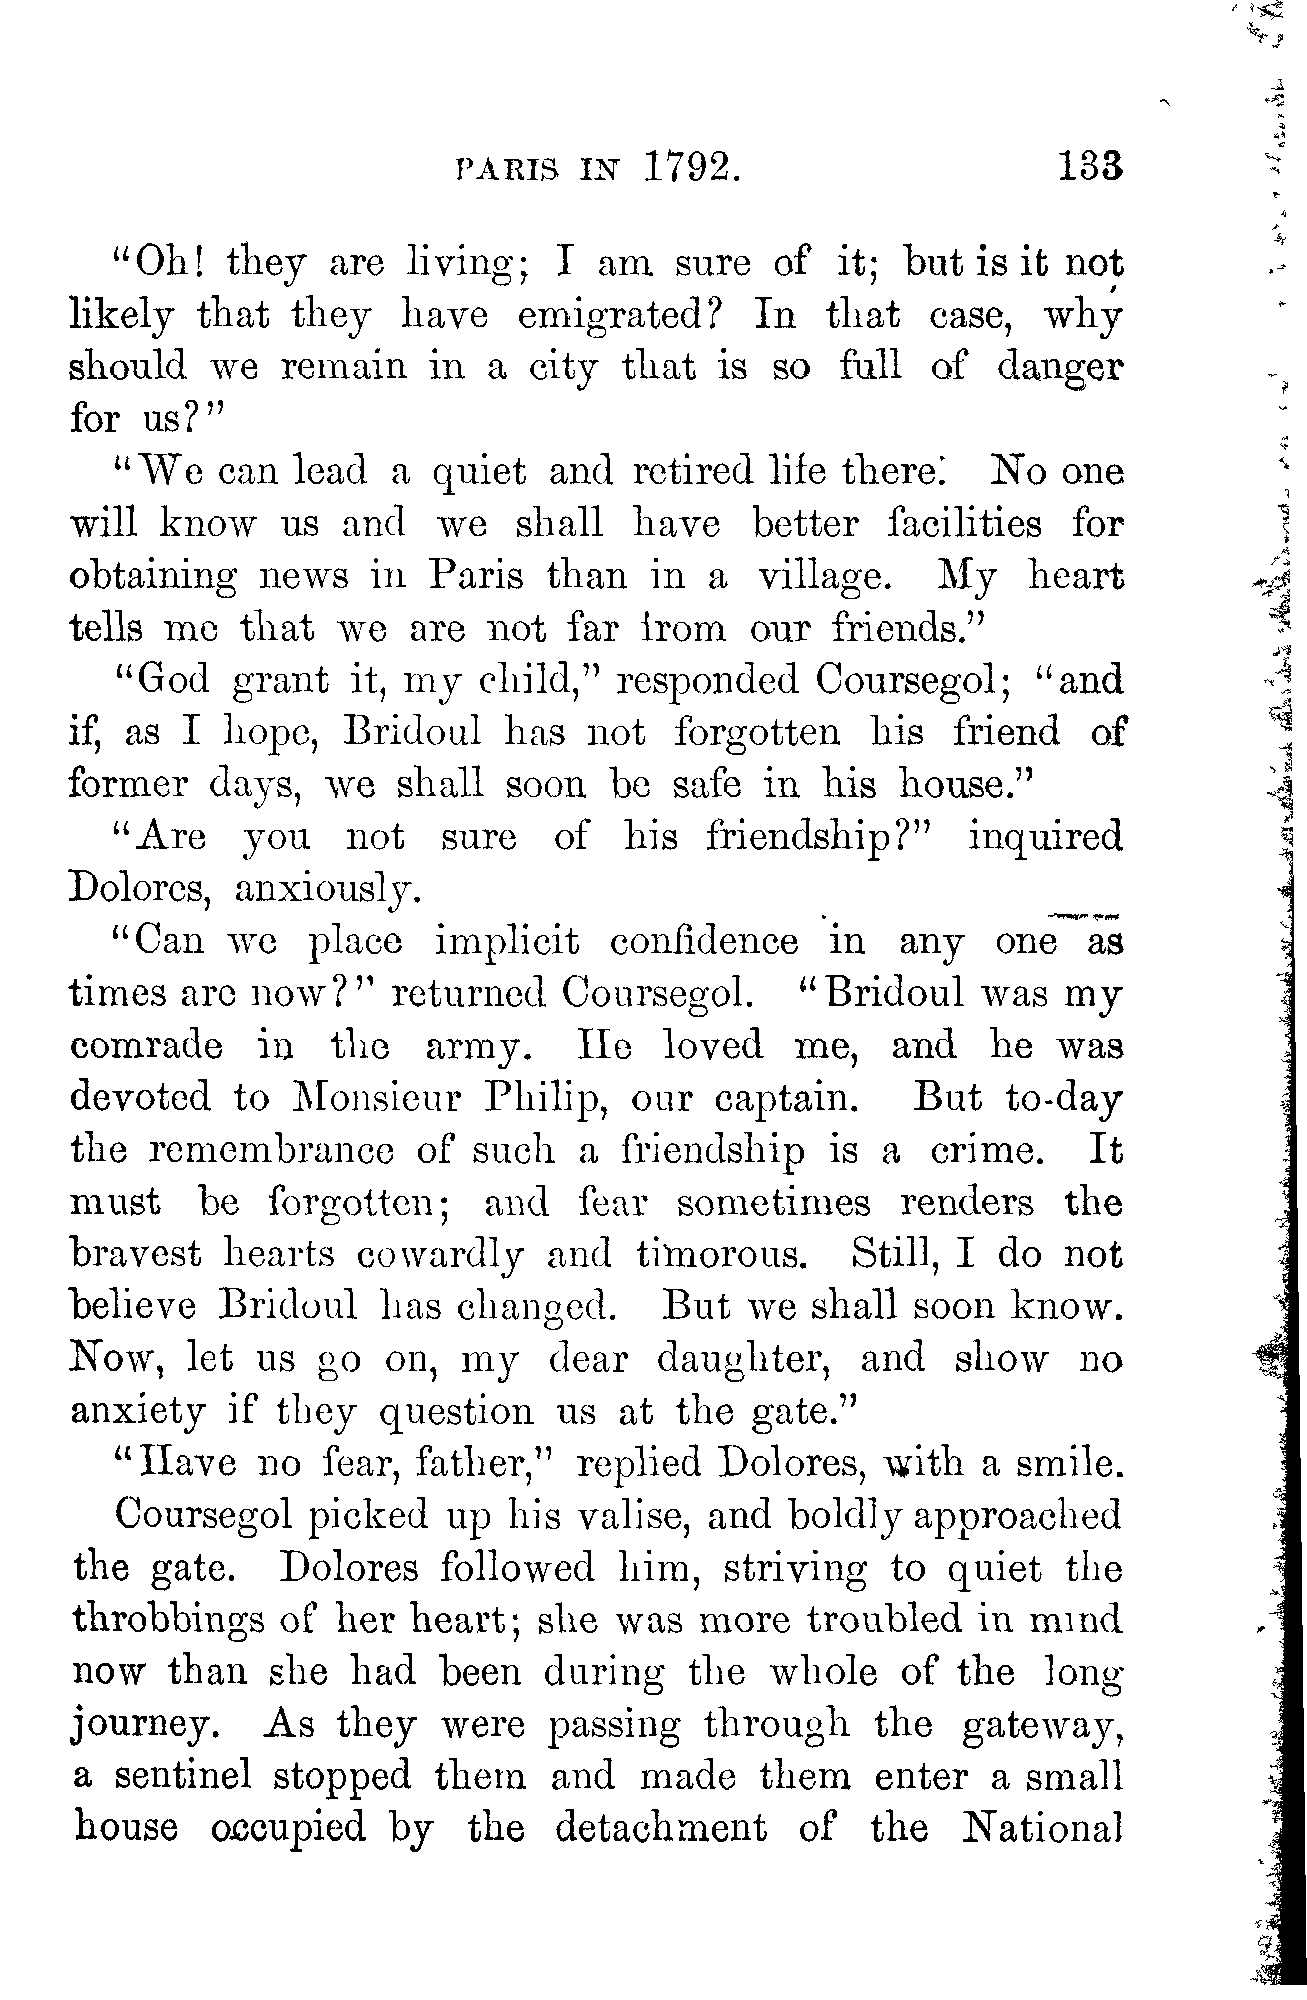 PARIS IN 1792. 133
"Oh! they are living; I am sure of it; but is it not
likely that they have emigrated? In that case, why
should we remain in a city that is so full of danger
for us?"
"We can lead a quiet and retired life there. No one
will know us and we shall have better facilities for
obtaining news in Paris than in a village. My heart
tells me that we are not far from our friends."
"God grant it, my child," responded Coursegol; "and
if, as I hope, Bridoul has not forgotten his friend of
former days, we shall soon be safe in his house."
"Are you not sure of his friendship?" inquired
Dolores, anxiously.
"Can we place implicit confidence in any one as
times are now?" returned Coursegol. "Bridoul was my
comrade in the army. He loved me, and he was
devoted to Monsieur Philip, our captain. But to-day
the remembrance of such a friendship is a crime. It
must be forgotten; and fear sometimes renders the
bravest hearts cowardly and timorous. Still, I do not
believe Bridoul has changed. But we shall soon know.
Now, let us go on, my dear daughter, and show no
anxiety if they question us at the gate."
"Have no fear, father," replied Dolores, with a smile.
Coursegol picked up his valise, and boldly approached
the gate. Dolores followed him, striving to quiet the
throbbings of her heart; she was more troubled in mind
now than she had been during the whole of the long
journey. As they were passing through the gateway,
a sentinel stopped them and made them enter a small
house occupied by the detachment of the National